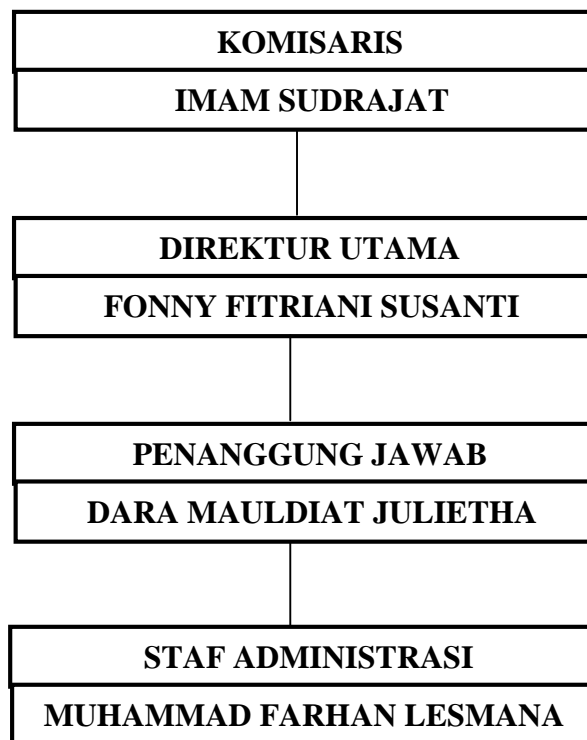 KOMISARIS
IMAM SUDRAJAT
DIREKTUR UTAMA
FONNY FITRIANI SUSANTI
PENANGGUNG JAWAB
DARA MAULDIAT JULIETHA
STAF ADMINISTRASI
MUHAMMAD FARHAN LESMANA